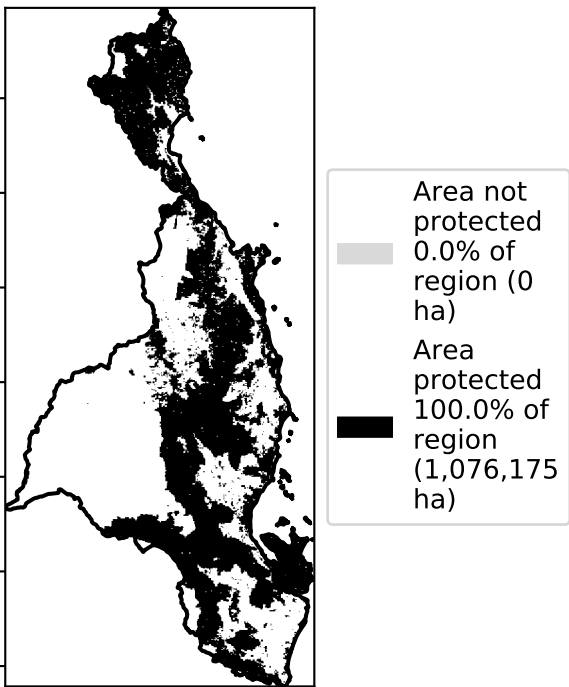 Area not
protected
0.0% of
region (0
ha)
Area
protected
100.0% of
region
(1,076,175
ha)